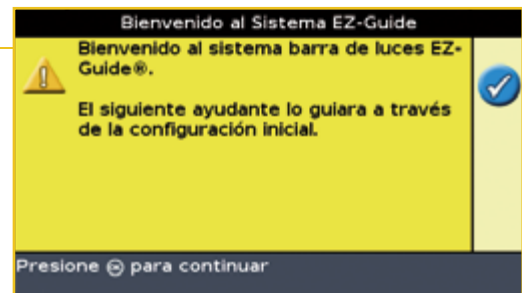 Bienvenido al Sistema EZ-Guide
Bienvenido al sistema barra de luces EZ-
Guide®.
El siguiente ayudante lo guiara a través
de la configuración inicial.
Presione OK para continuar